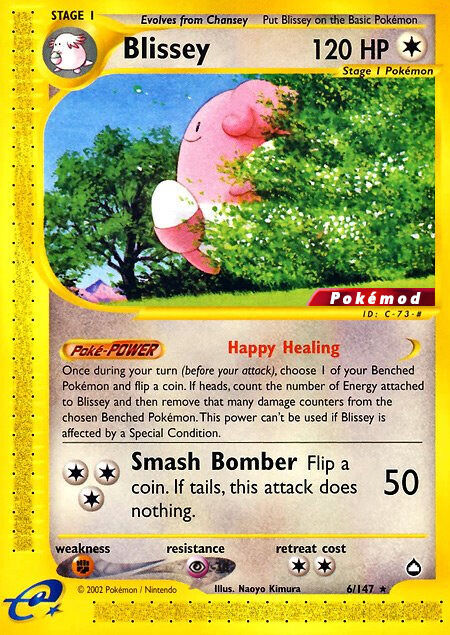 STAGE 1 Evolves from Chansey Put Blissey on the Basic Pokémon
Blissey 120 HP
Stage 1 Pokémon
Pokémod
ID: C-73-#
Poké-POWER Happy Healing
Once during your turn (before your attack), choose 1 of your Benched
Pokémon and flip a coin. If heads, count the number of Energy attached
to Blissey and then remove that many damage counters from the
chosen Benched Pokémon. This power can't be used if Blissey is
affected by a Special Condition.
Smash Bomber Flip a
coin. If tails, this attack does 50
nothing.
weakness resistance retreat cost
e
© 2002 Pokémon / Nintendo Illus. Naoyo Kimura 6/147